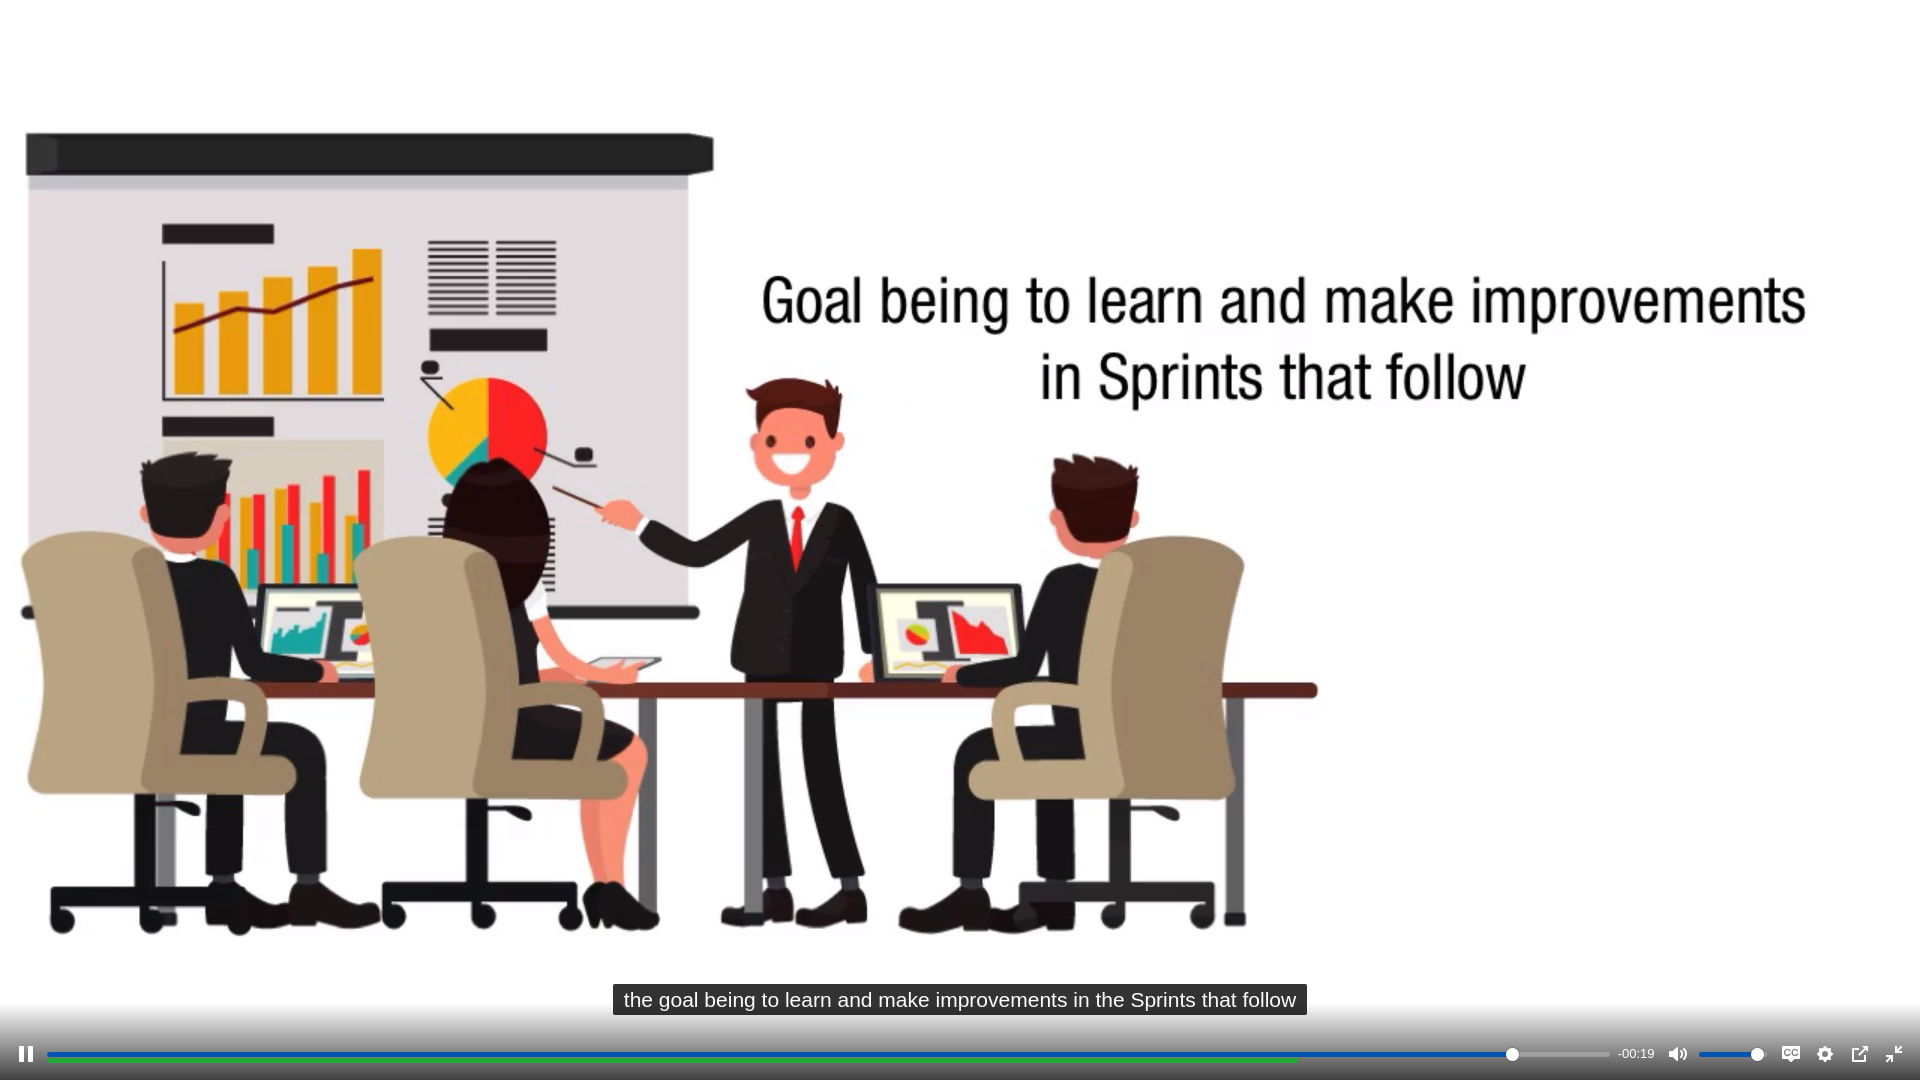 Goal being to learn and make improvements
in Sprints that follow
the goal being to learn and make improvements in the Sprints that follow
-00:19
CC